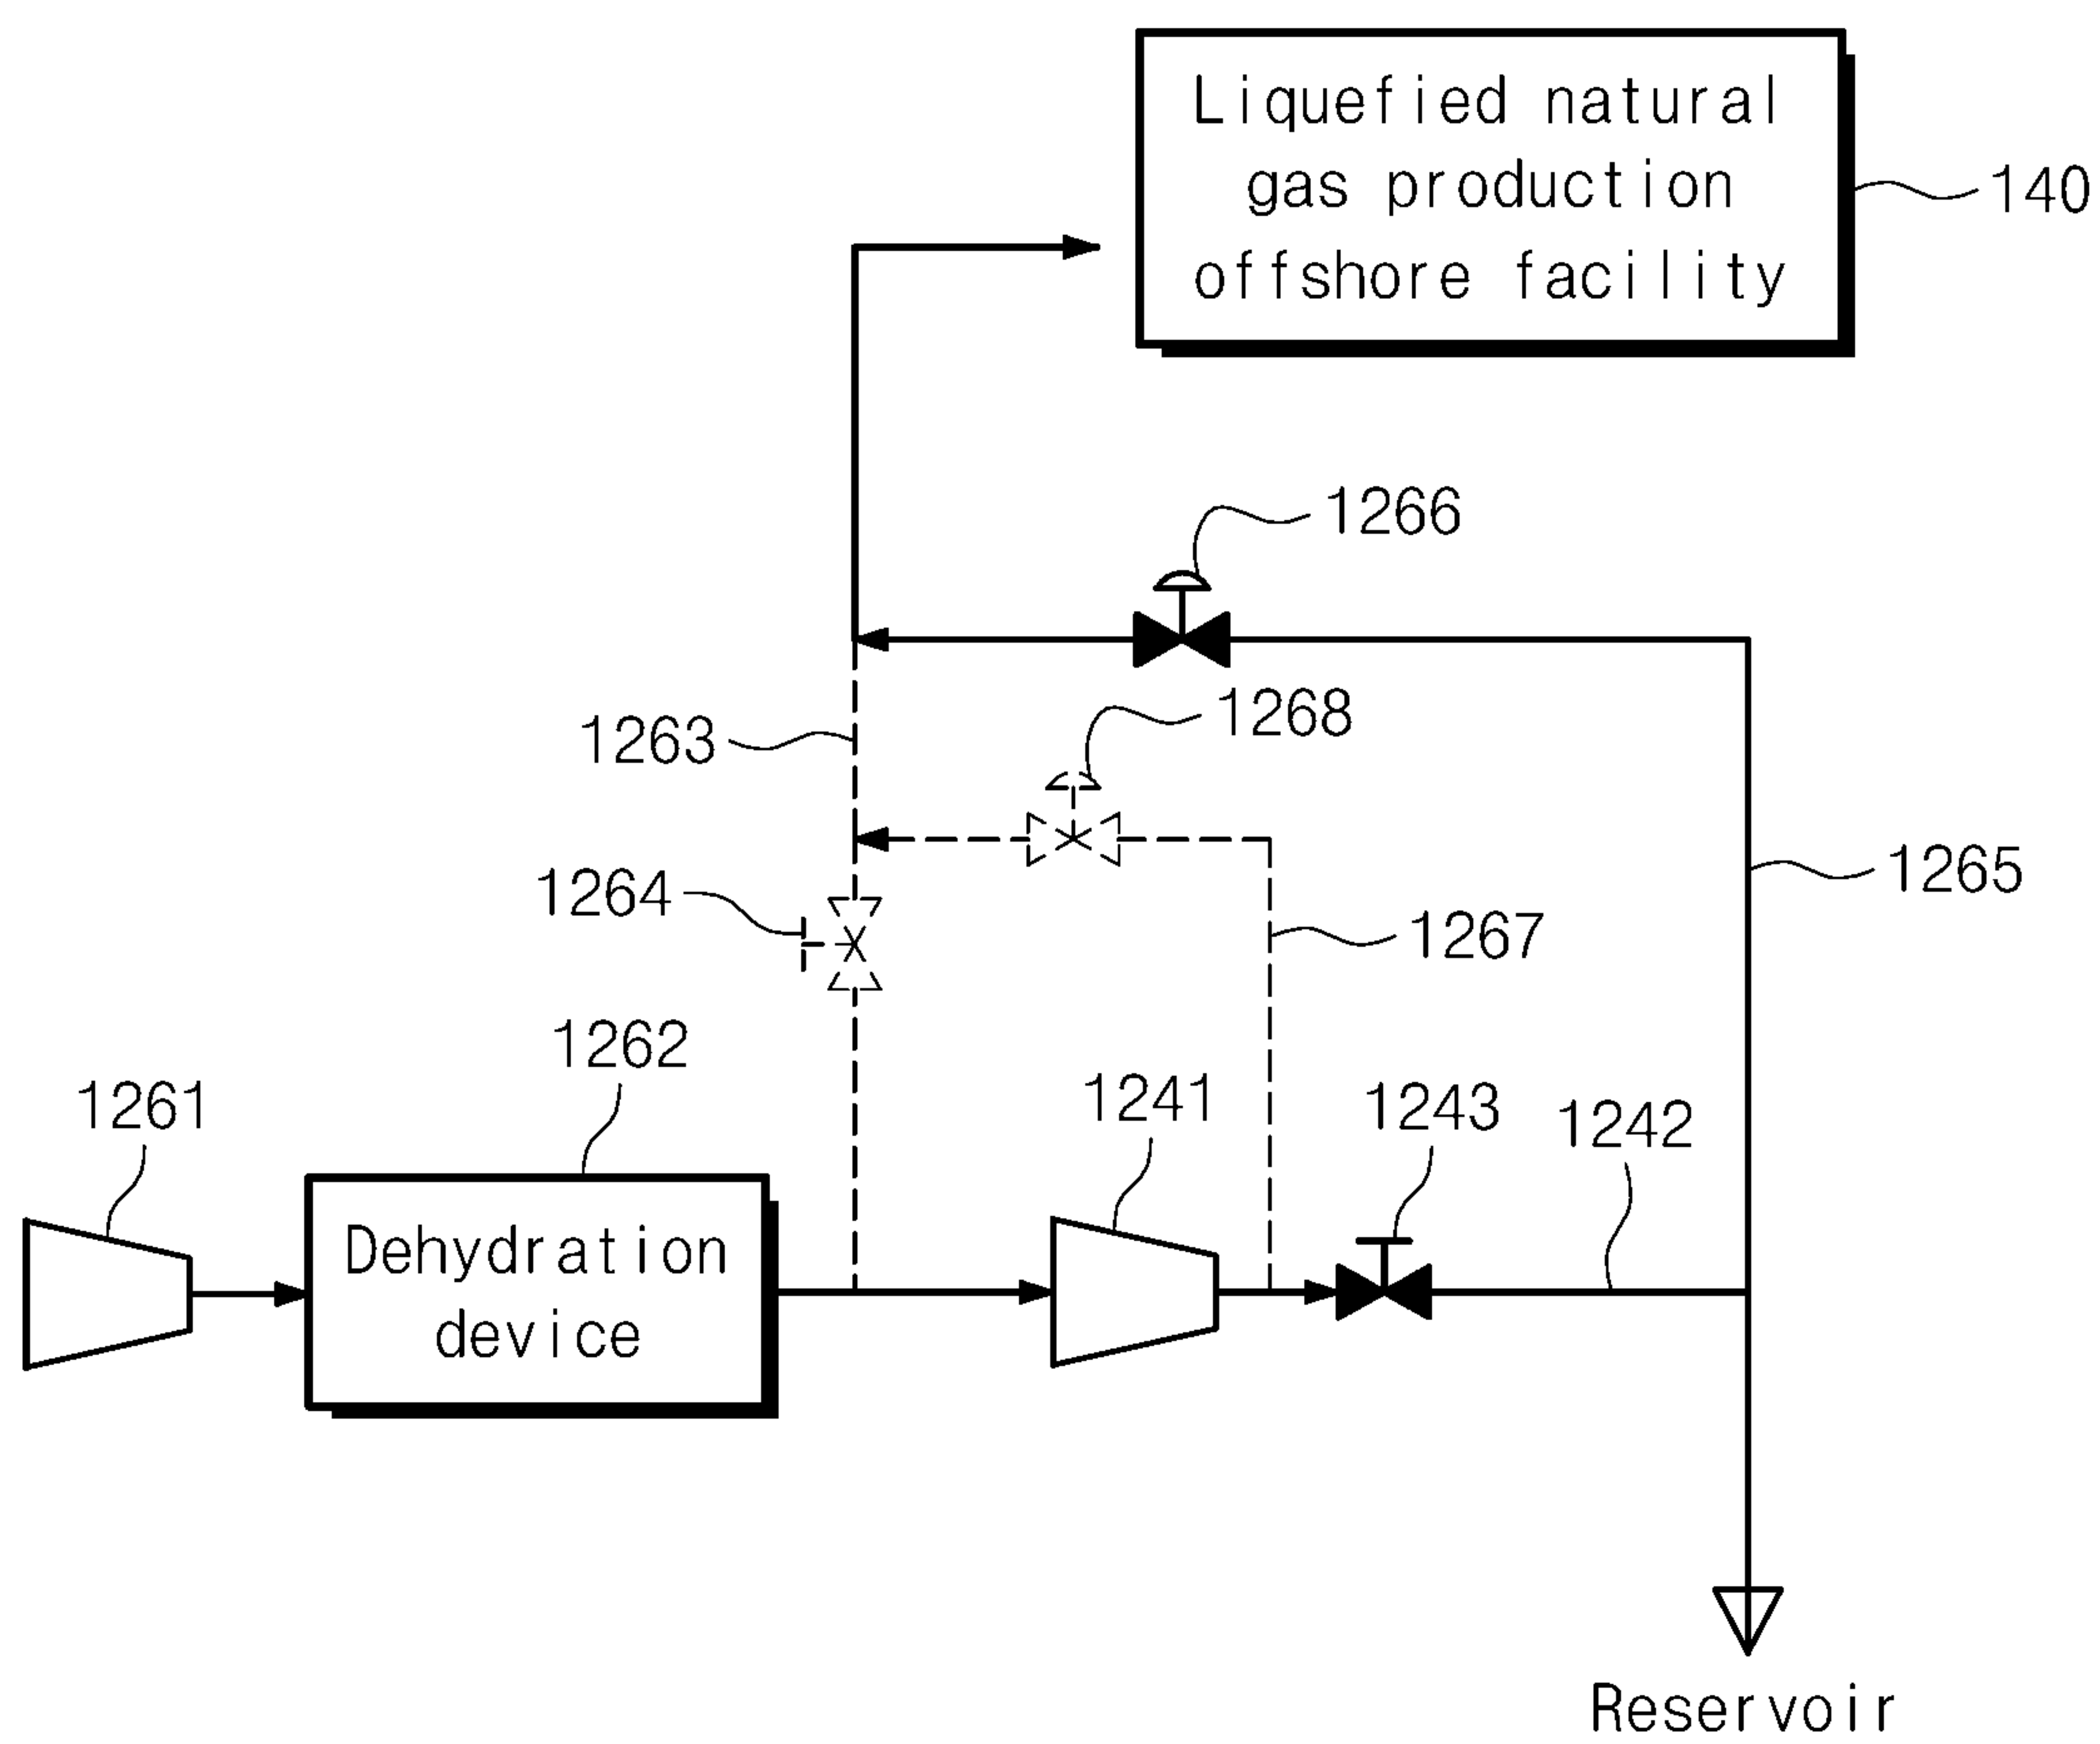 Liquefied natural
gas production
offshore facility
140
1266
1268
1263
1265
1264
1267
1262
1241
1261
1243
1242
Dehydration
device
Reservoir